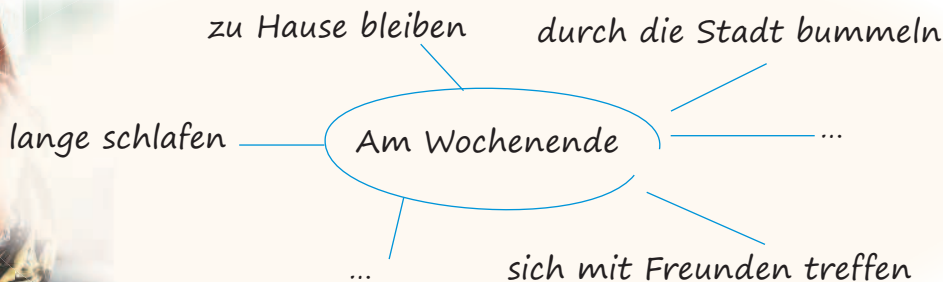 zu Hause bleiben
durch die Stadt bummeln
lange schlafen
Am Wochenende
...
...
sich mit Freunden treffen